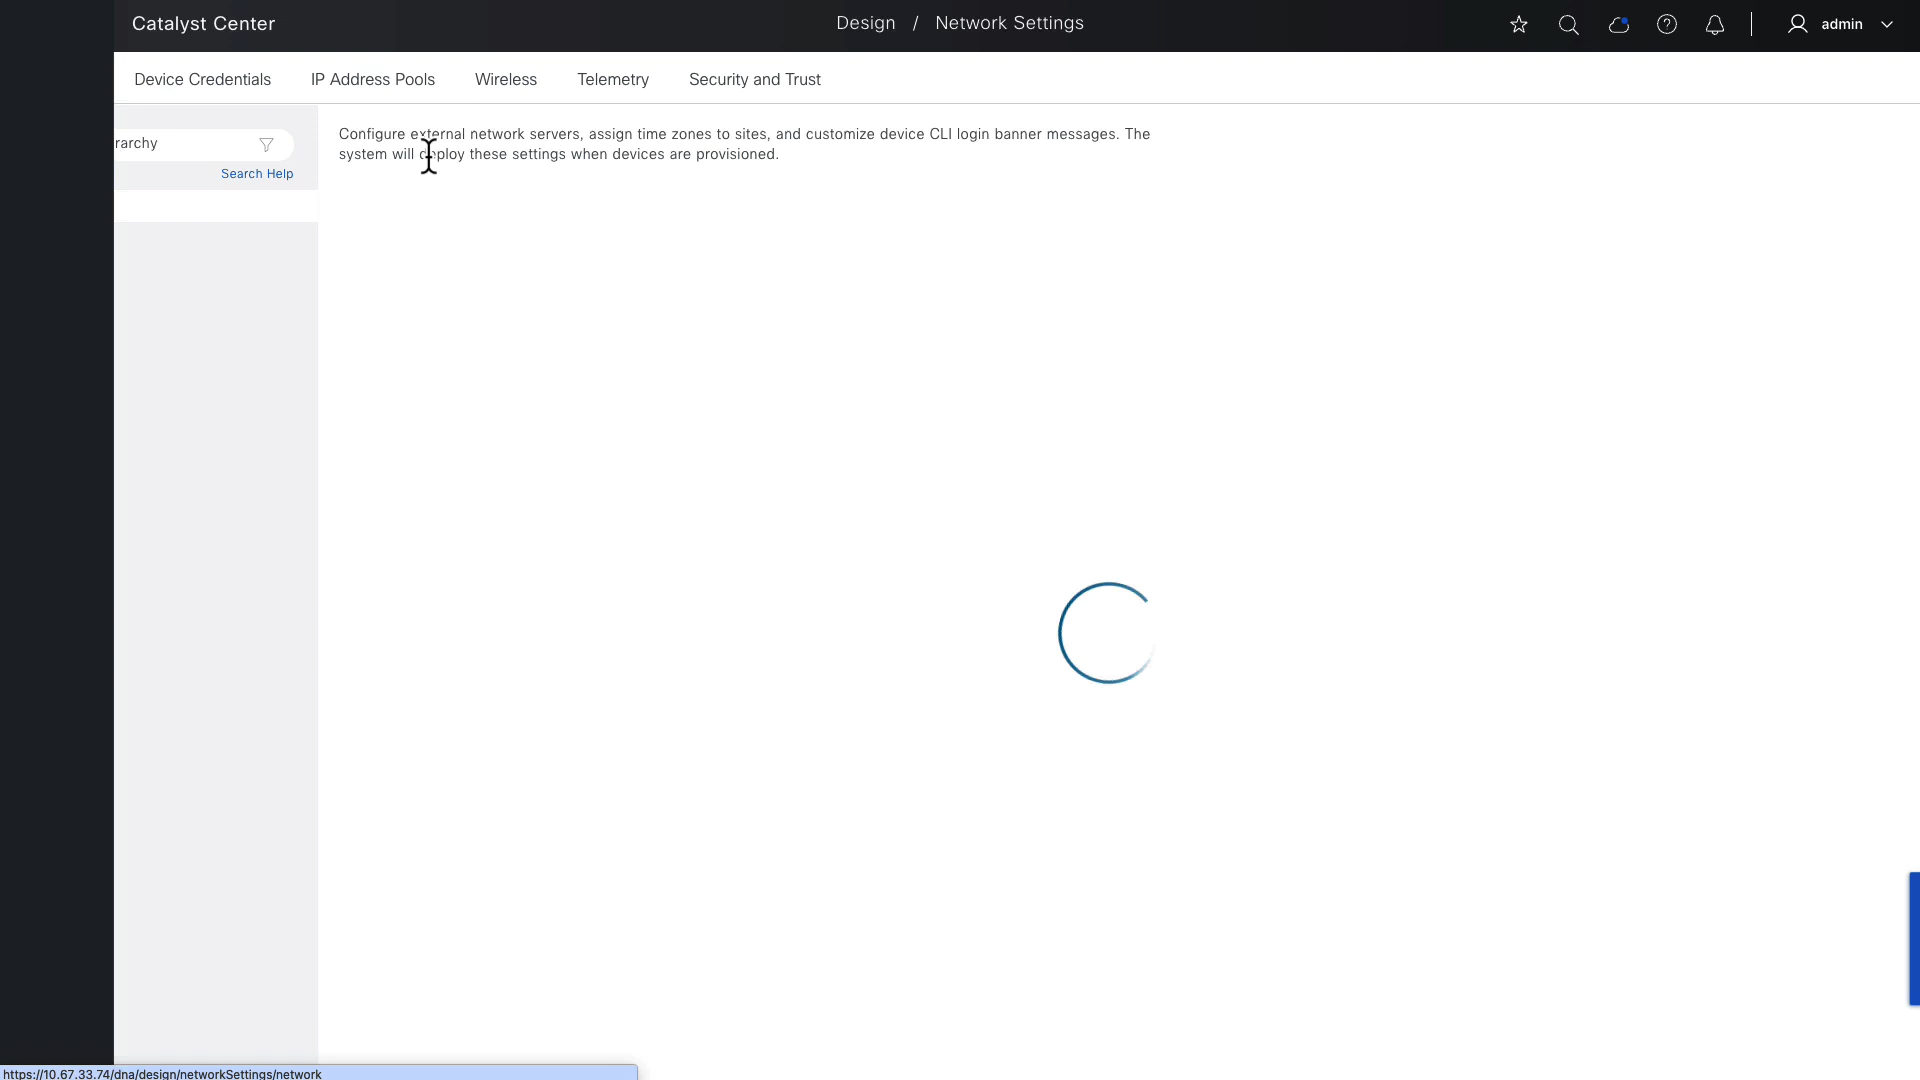 Catalyst Center
Design / Network Settings
admin
Device Credentials
IP Address Pools
Wireless
Telemetry
Security and Trust
rarchy
Search Help
Configure external network servers, assign time zones to sites, and customize device CLI login banner messages. The
system will deploy these settings when devices are provisioned.
https://10.67.33.74/dna/design/networkSettings/network